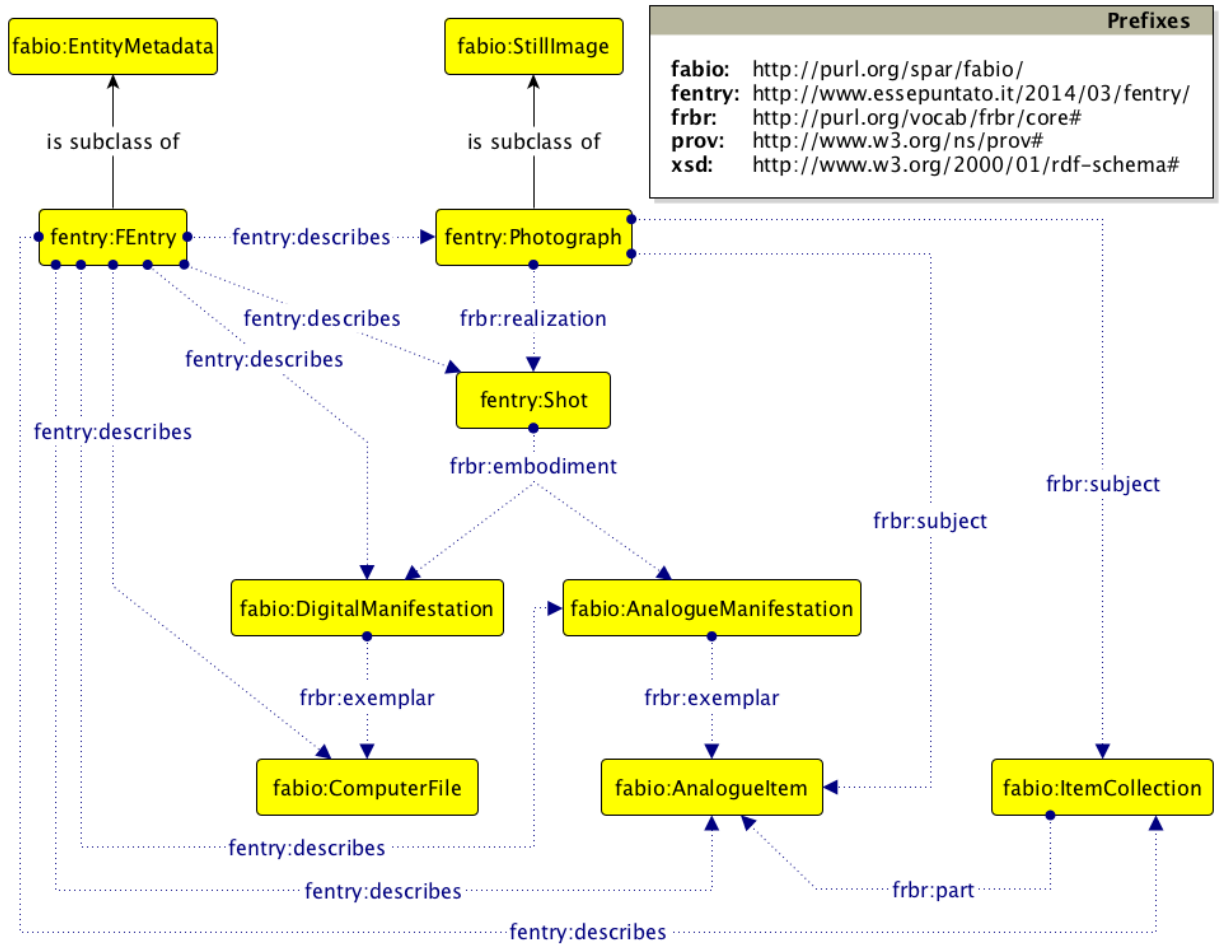 fabio:EntityMetadata
fabio:StillImage
Prefixes
fabio: http://purl.org/spar/fabio/
fentry: http://www.essepuntato.it/2014/03/fentry/
frbr: http://purl.org/vocab/frbr/core#
prov: http://www.w3.org/ns/prov#
xsd: http://www.w3.org/2000/01/rdf-schema#
is subclass of
is subclass of
fentry:FEntry
fentry:describes
fentry:Photograph
fentry:describes
frbr:realization
fentry:describes
fentry:Shot
fentry:describes
frbr:embodiment
frbr:subject
frbr:subject
fabio:DigitalManifestation
fabio:AnalogueManifestation
frbr:exemplar
frbr:exemplar
fabio:ComputerFile
fabio:AnalogueItem
fabio:ItemCollection
fentry:describes
fentry:describes
frbr:part
fentry:describes